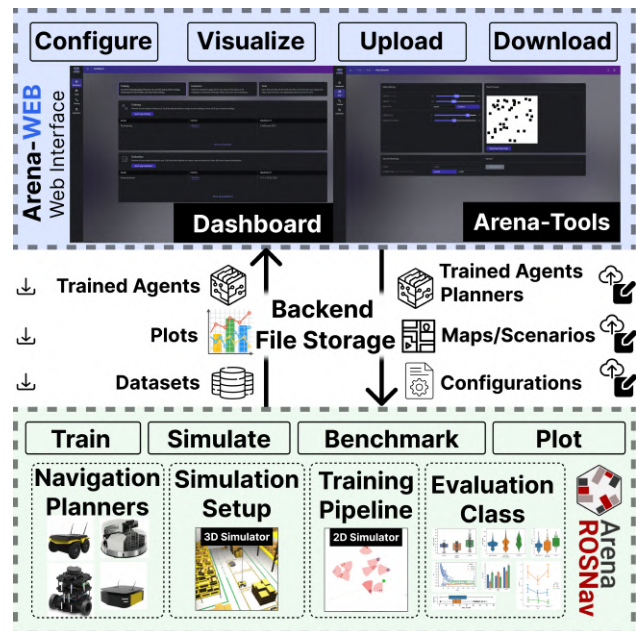 Configure
Visualize
Upload
Download
Arena-WEB
Web Interface
Dashboard
Arena-Tools
Trained Agents
Plots
Datasets
Backend
File Storage
Trained Agents
Planners
Maps/Scenarios
Configurations
Train
Simulate
Benchmark
Plot
Navigation
Planners
Simulation
Setup
3D Simulator
Training
Pipeline
2D Simulator
Evaluation
Class
Arena
ROSNav